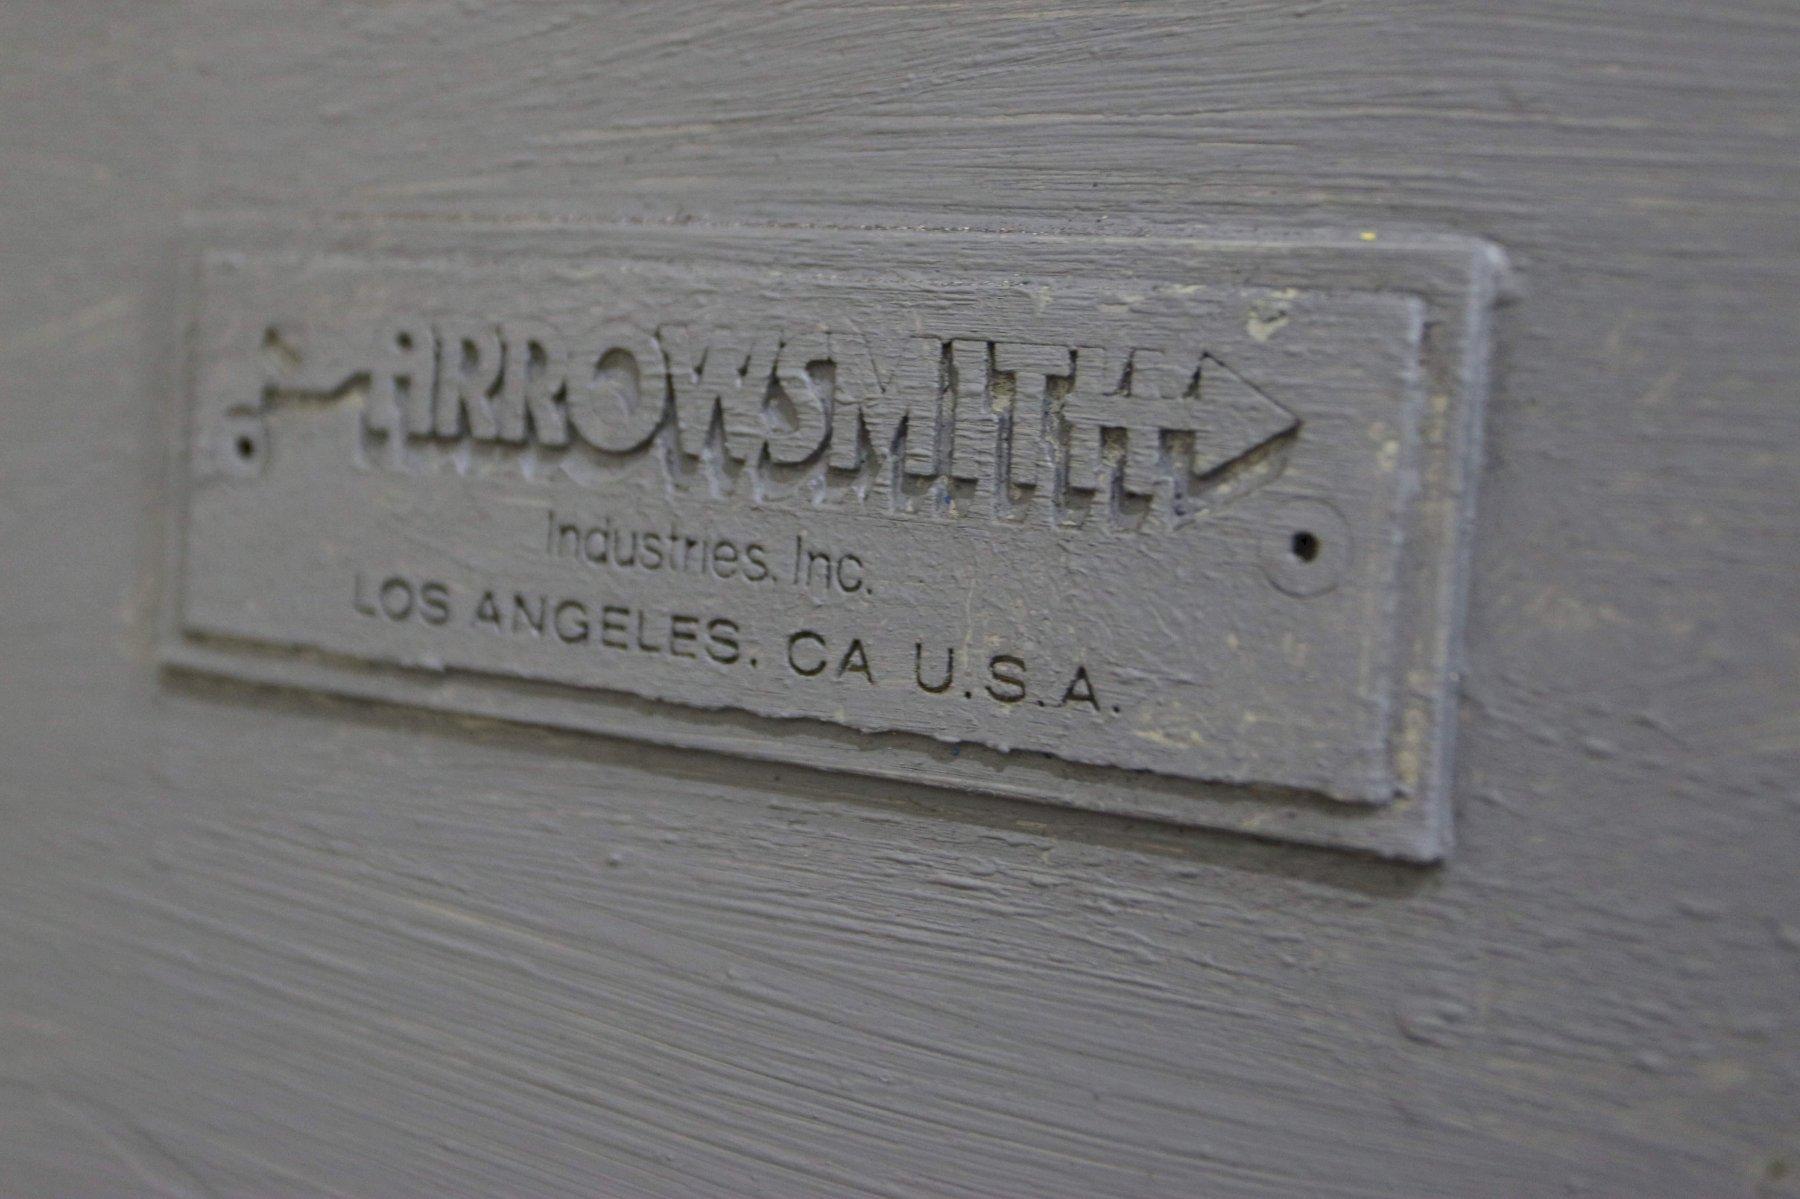 ARROWSMITH
Industries, Inc.
LOS ANGELES, CA U.S.A.